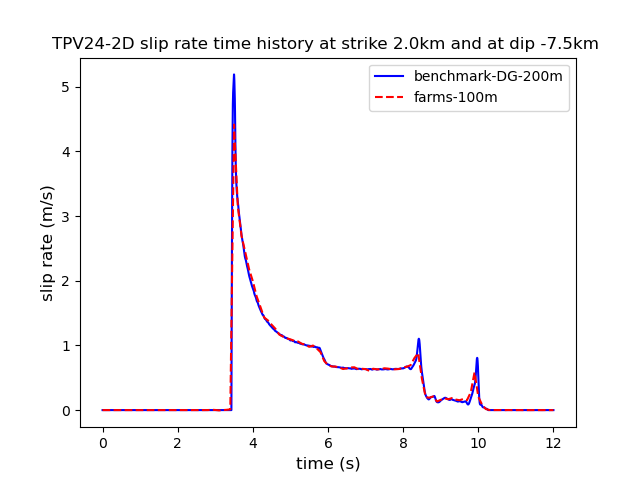 TPV24-2D slip rate time history at strike 2.0km and at dip -7.5km
benchmark-DG-200m
farms-100m
5
4
3
2
1
0
slip rate (m/s)
0 2 4 6 8 10 12
time (s)